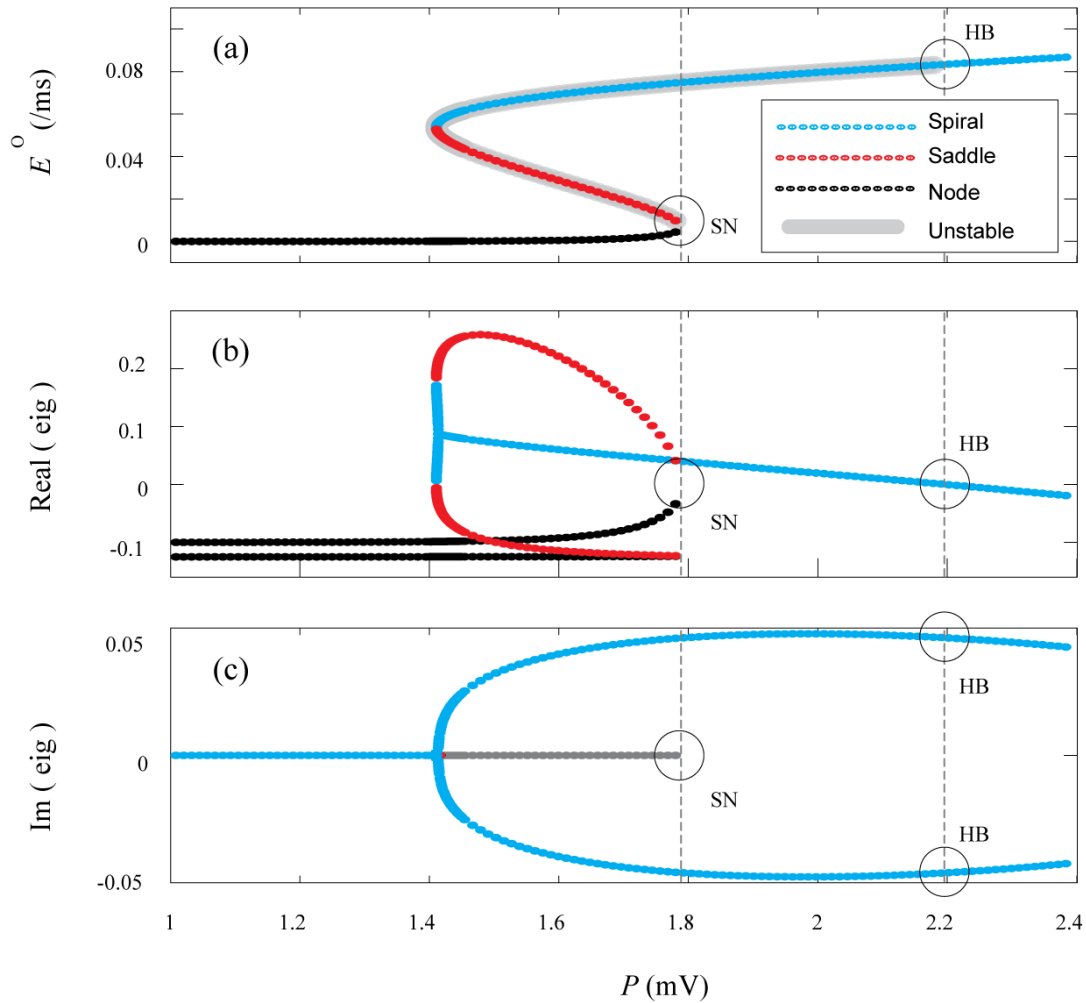 (a)
HB
0.08
E° (/ms)
0.04
0
SN
Spiral
Saddle
Node
Unstable
(b)
0.2
0.1
0
-0.1
Real ( eig )
HB
SN
(c)
0.05
0
-0.05
Im ( eig )
HB
SN
HB
1 1.2 1.4 1.6 1.8 2 2.2 2.4
P (mV)